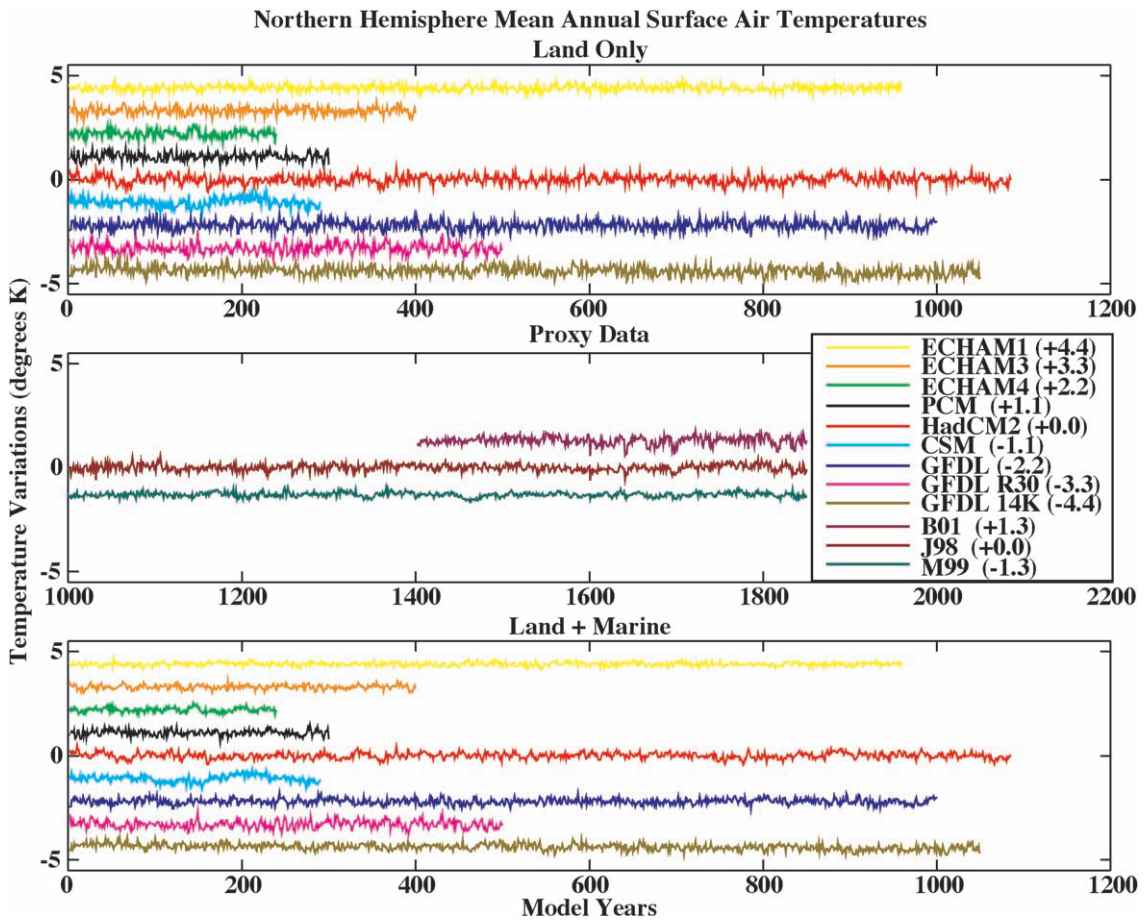 Northern Hemisphere Mean Annual Surface Air Temperatures
Land Only
Temperature Variations (degrees K)
5
0
-5
0 200 400 600 800 1000 1200
Proxy Data
5
0
-5
1000 1200 1400 1600 1800 2000 2200
ECHAM1 (+4.4)
ECHAM3 (+3.3)
ECHAM4 (+2.2)
PCM (+1.1)
HadCM2 (+0.0)
CSM (-1.1)
GFDL (-2.2)
GFDL R30 (-3.3)
GFDL 14K (-4.4)
B01 (+1.3)
J98 (+0.0)
M99 (-1.3)
Land + Marine
5
0
-5
0 200 400 600 800 1000 1200
Model Years